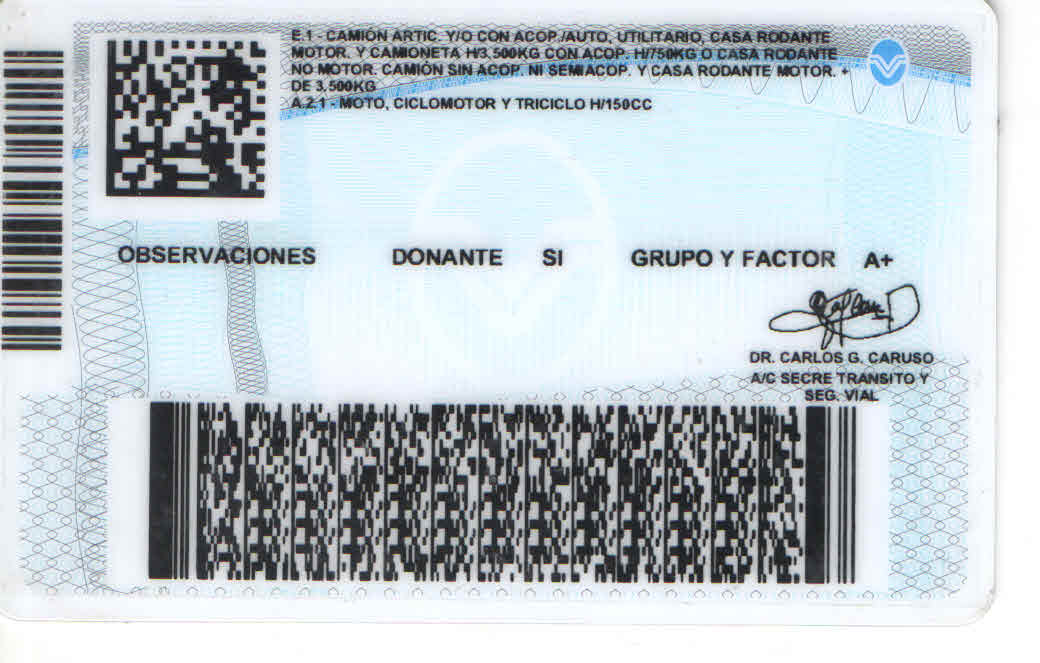 E.1 - CAMIÓN ARTIC. Y/O CON ACOP./AUTO, UTILITARIO, CASA RODANTE
MOTOR. Y CAMIONETA H/3,500KG CON ACOP. H/750KG O CASA RODANTE
NO MOTOR. CAMIÓN SIN ACOP. NI SEMIACOP. Y CASA RODANTE MOTOR. +
DE 3,500KG
A.2.1 - MOTO, CICLOMOTOR Y TRICICLO H/150CC
OBSERVACIONES DONANTE SI GRUPO Y FACTOR A+
DR. CARLOS G. CARUSO
A/C SECRE TRANSITO Y
SEG. VIAL